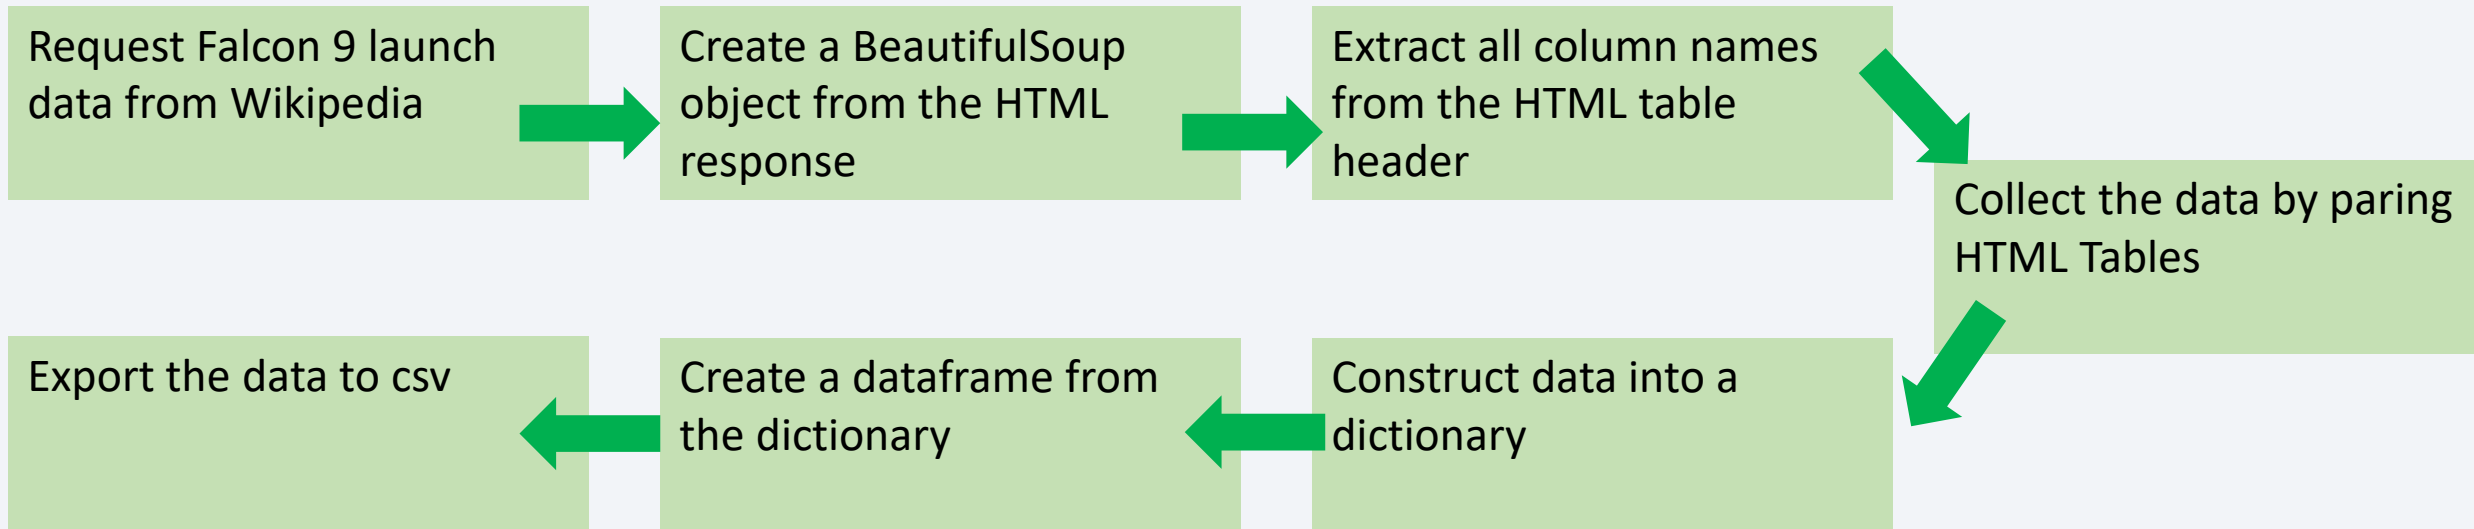 Request Falcon 9 launch
data from Wikipedia
Create a BeautifulSoup
object from the HTML
response
Extract all column names
from the HTML table
header
Collect the data by paring
HTML Tables
Construct data into a
dictionary
Create a dataframe from
the dictionary
Export the data to csv